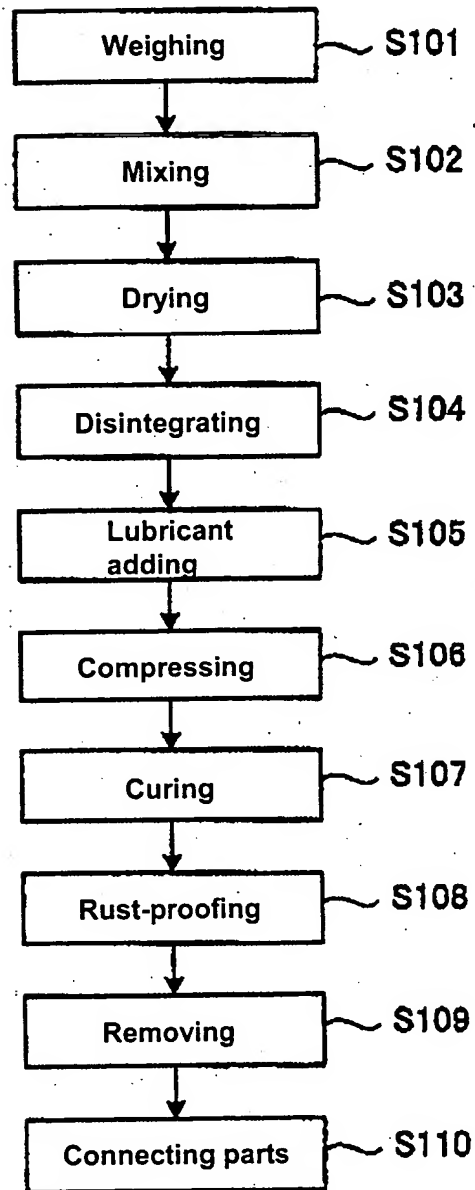 Weighing S101
Mixing S102
Drying S103
Disintegrating S104
Lubricant
adding S105
Compressing S106
Curing S107
Rust-proofing S108
Removing S109
Connecting parts S110